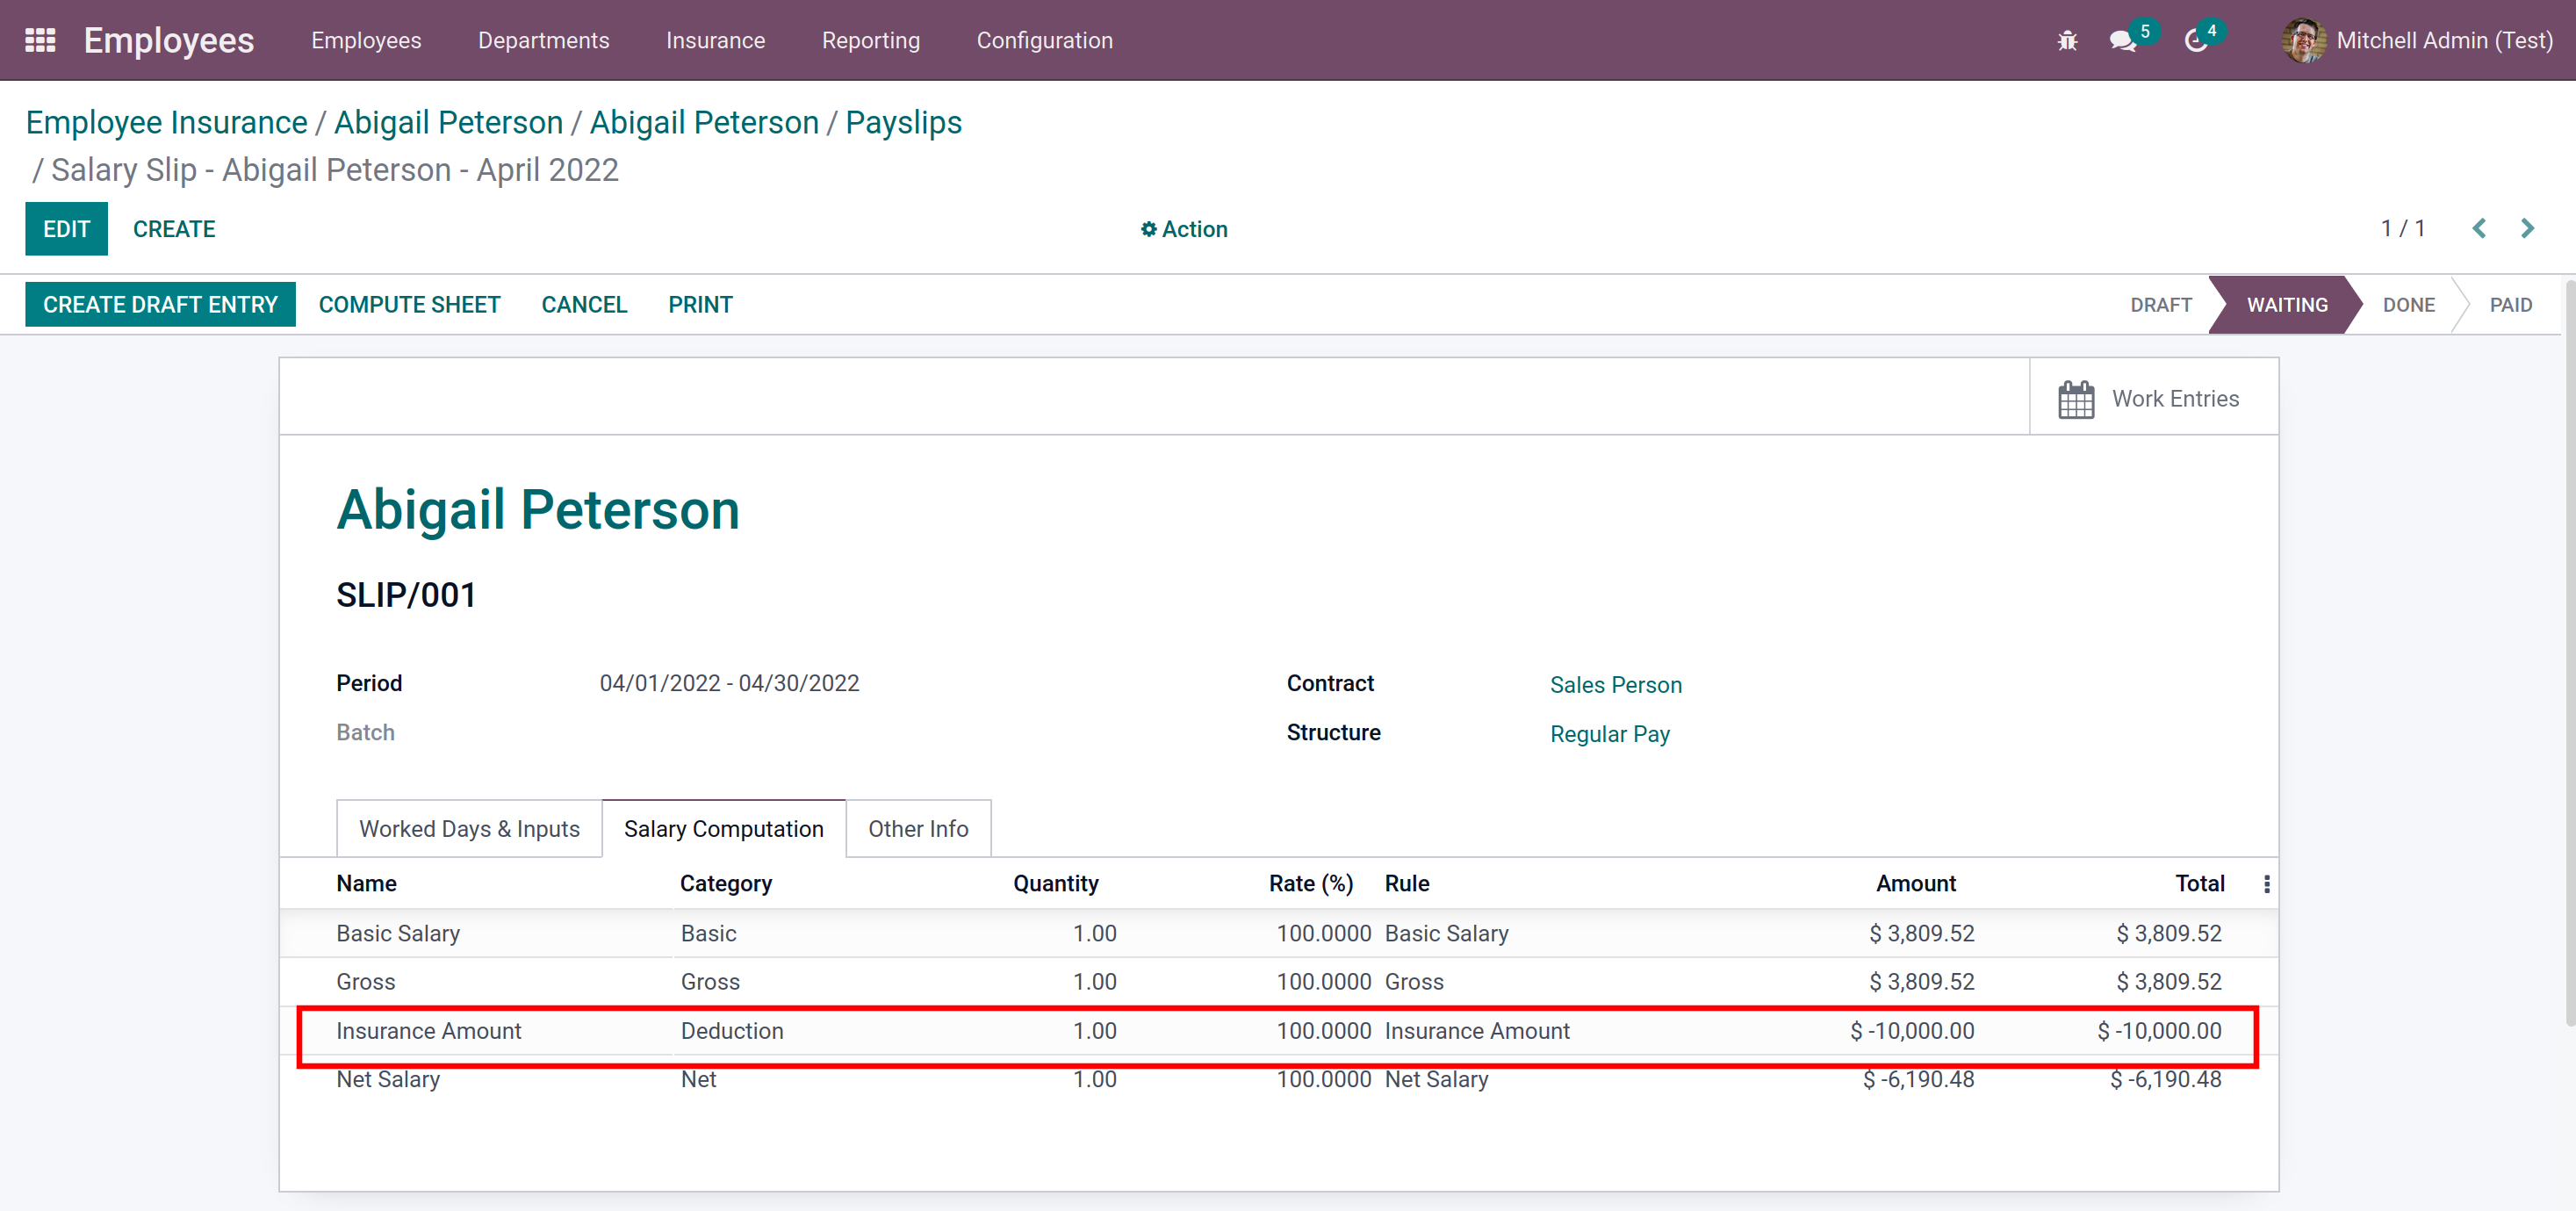 Employees Employees Departments Insurance Reporting Configuration 5 4 Mitchell Admin (Test)
Employee Insurance / Abigail Peterson / Abigail Peterson / Payslips
/ Salary Slip - Abigail Peterson - April 2022
EDIT CREATE Action 1 / 1
CREATE DRAFT ENTRY COMPUTE SHEET CANCEL PRINT DRAFT WAITING DONE PAID
Work Entries
Abigail Peterson
SLIP/001
Period 04/01/2022 - 04/30/2022 Contract Sales Person
Batch Structure Regular Pay
Worked Days & Inputs Salary Computation Other Info
Name Category Quantity Rate (%) Rule Amount Total
Basic Salary Basic 1.00 100.0000 Basic Salary $ 3,809.52 $ 3,809.52
Gross Gross 1.00 100.0000 Gross $ 3,809.52 $ 3,809.52
Insurance Amount Deduction 1.00 100.0000 Insurance Amount $ -10,000.00 $ -10,000.00
Net Salary Net 1.00 100.0000 Net Salary $ -6,190.48 $ -6,190.48